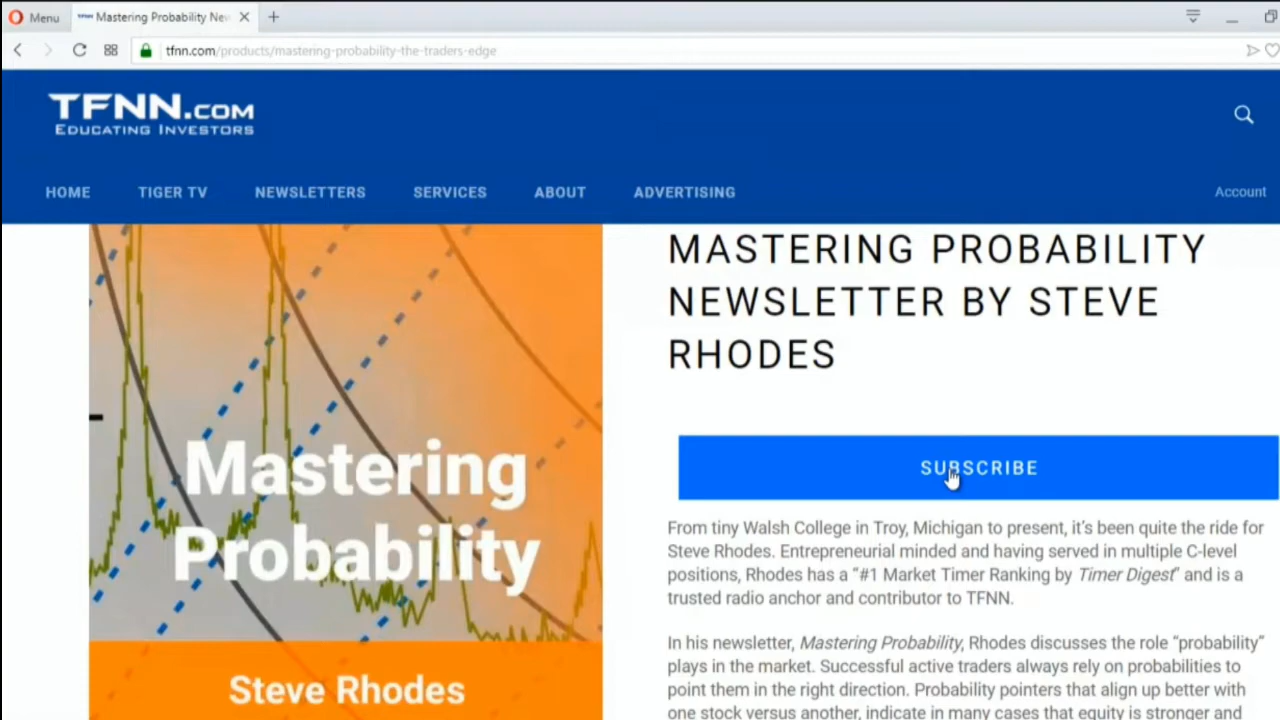 Menu
Mastering Probability Nev
tfnn.com/products/mastering-probability-the-traders-edge
TFNN.COM
EDUCATING INVESTORS
HOME TIGER TV NEWSLETTERS SERVICES ABOUT ADVERTISING
Account
Mastering
Probability
Steve Rhodes
MASTERING PROBABILITY
NEWSLETTER BY STEVE
RHODES
SUBSCRIBE
From tiny Walsh College in Troy, Michigan to present, it's been quite the ride for
Steve Rhodes. Entrepreneurial minded and having served in multiple C-level
positions, Rhodes has a “#1 Market Timer Ranking by Timer Digest” and is a
trusted radio anchor and contributor to TFNN.
In his newsletter, Mastering Probability, Rhodes discusses the role “probability”
plays in the market. Successful active traders always rely on probabilities to
point them in the right direction. Probability pointers that align up better with
one stock versus another, indicate in many cases that equity is stronger and